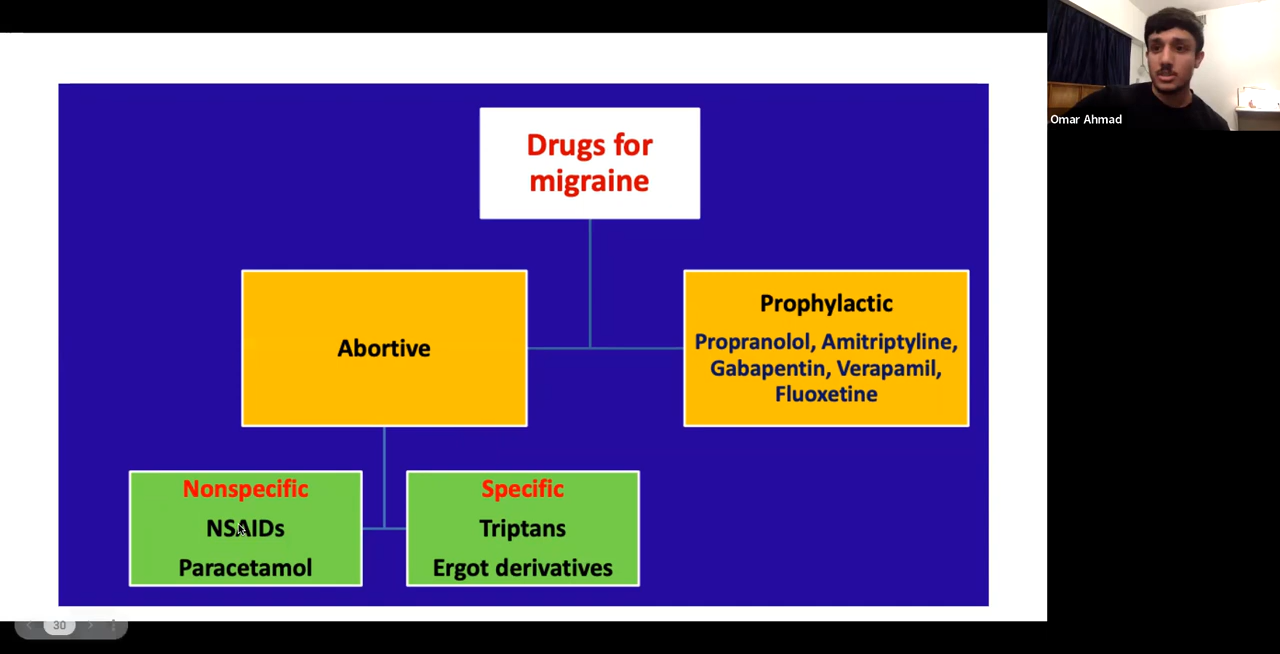 Drugs for
migraine
Abortive
Prophylactic
Propranolol, Amitriptyline,
Gabapentin, Verapamil,
Fluoxetine
Nonspecific
NSAIDs
Paracetamol
Specific
Triptans
Ergot derivatives
Omar Ahmad
30